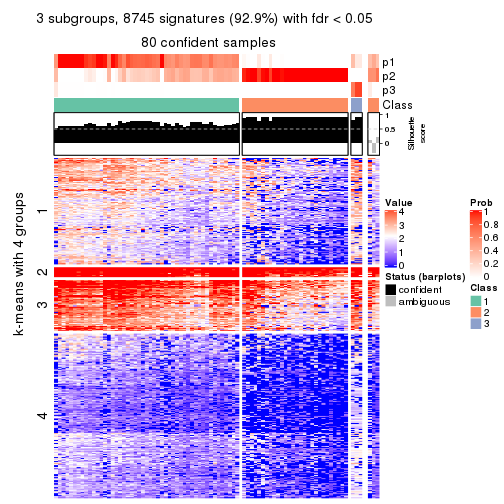 3 subgroups, 8745 signatures (92.9%) with fdr < 0.05
80 confident samples
p1
p2
p3
Class
1
0.5
0
Silhouette
score
k-means with 4 groups
1
2
3
4
Value
4
3
2
1
0
Status (barplots)
confident
ambiguous
Prob
1
0.8
0.6
0.4
0.2
0
Class
1
2
3